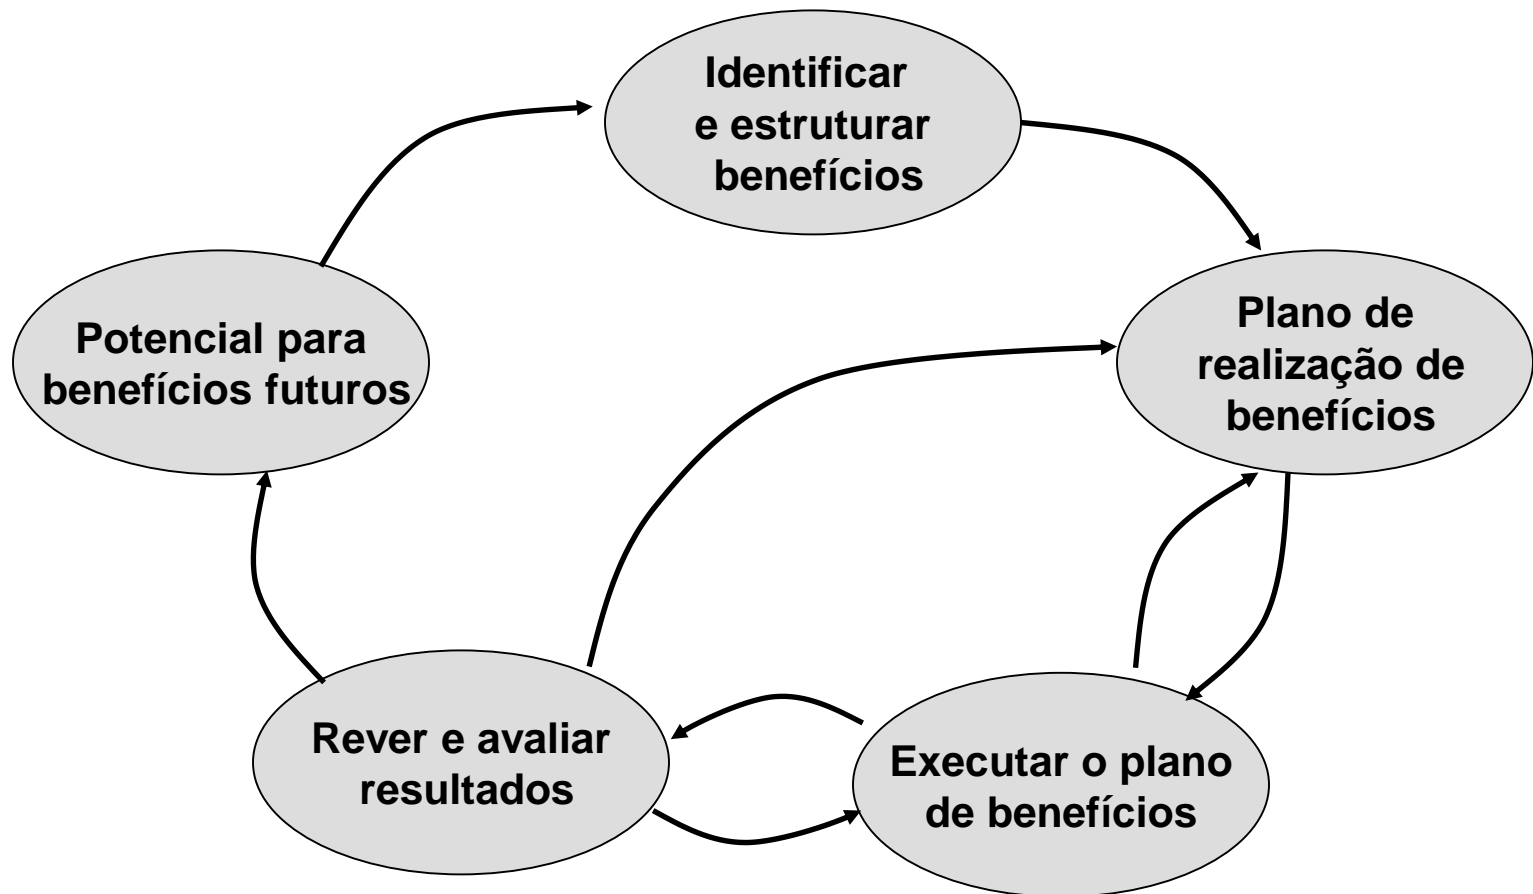 Identificar
e estruturar
benefícios
Plano de
realização de
benefícios
Executar o plano
de benefícios
Rever e avaliar
resultados
Potencial para
benefícios futuros